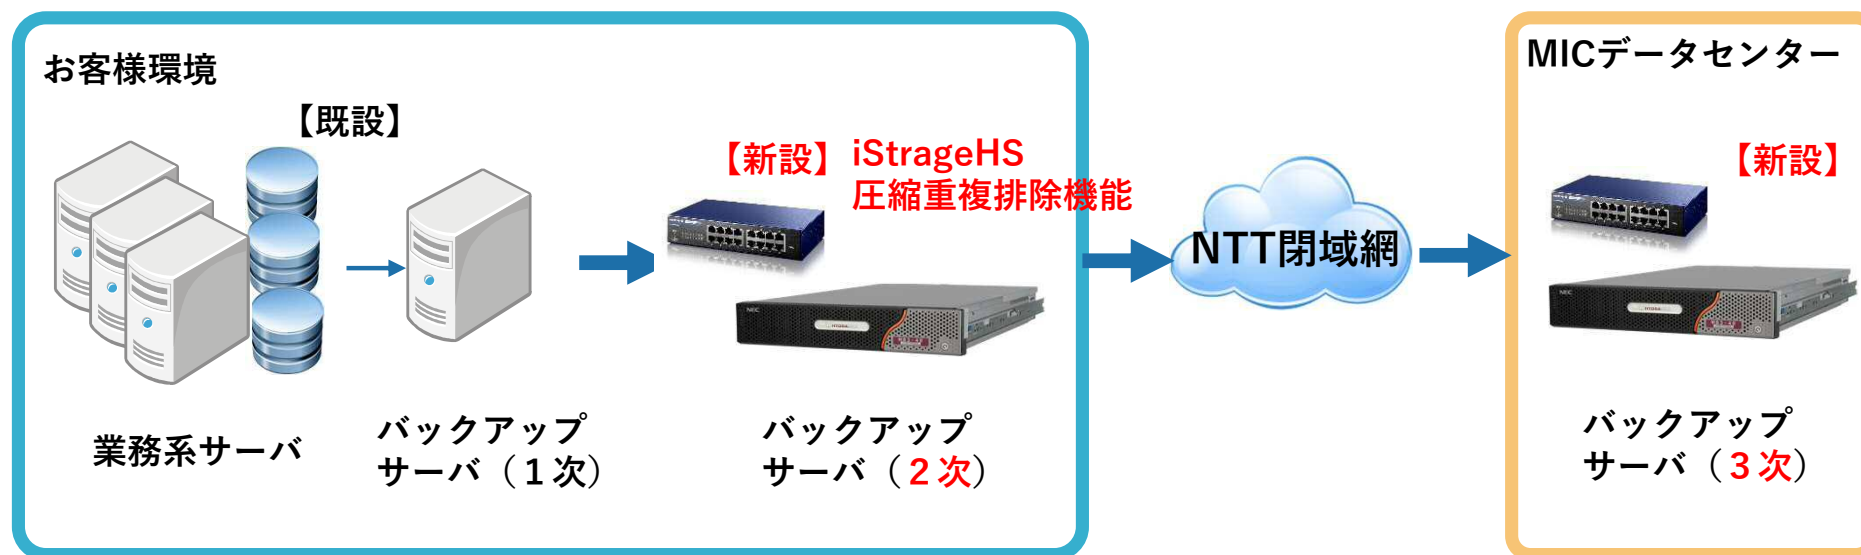 お客様環境
【既設】
【新設】
iStrageHS
圧縮重複排除機能
NTT閉域網
MICデータセンター
【新設】
NEC
NEC
業務系サーバ
バックアップ
サーバ（１次）
バックアップ
サーバ（２次）
バックアップ
サーバ（３次）